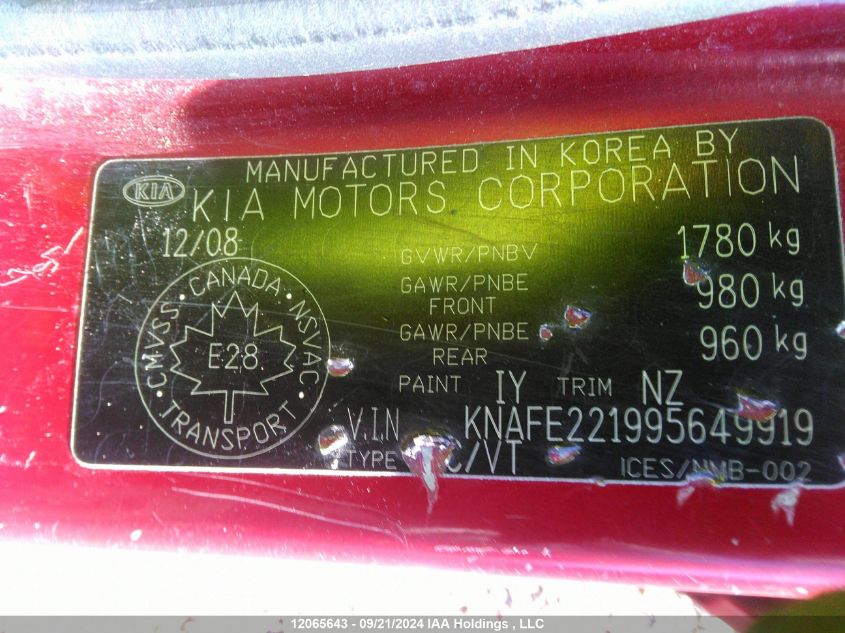 MANUFACTURED IN KOREA BY
KIA
KIA MOTORS CORPORATION
12/08
GVWR/PNBV 1780 kg
GAWR/PNBE FRONT 980 kg
GAWR/PNBE REAR 960 kg
CMVSS · CANADA · NSVAC
E28
TRANSPORT
PAINT IY TRIM NZ
V.I.N KNAFE221995649919
TYPE /VT
ICES/NMB-002
12065643 - 09/21/2024 IAA Holdings , LLC